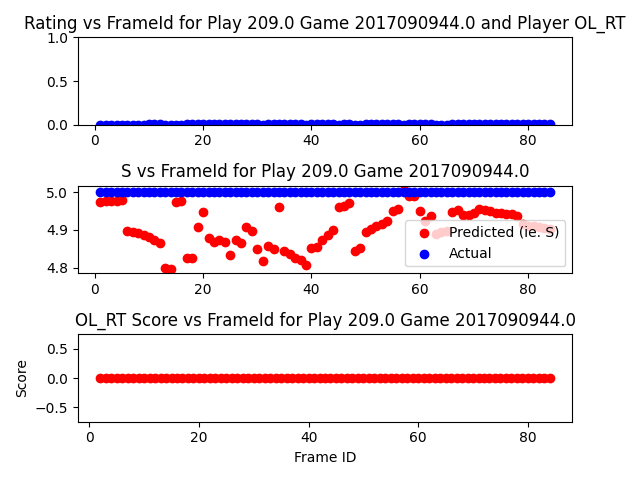 Rating vs FrameId for Play 209.0 Game 2017090944.0 and Player OL_RT
1.0
0.5
0.0
0 20 40 60 80
S vs FrameId for Play 209.0 Game 2017090944.0
5.0
4.9
4.8
Predicted (ie. S)
Actual
0 20 40 60 80
OL_RT Score vs FrameId for Play 209.0 Game 2017090944.0
Score
0.5
0.0
−0.5
0 20 40 60 80
Frame ID